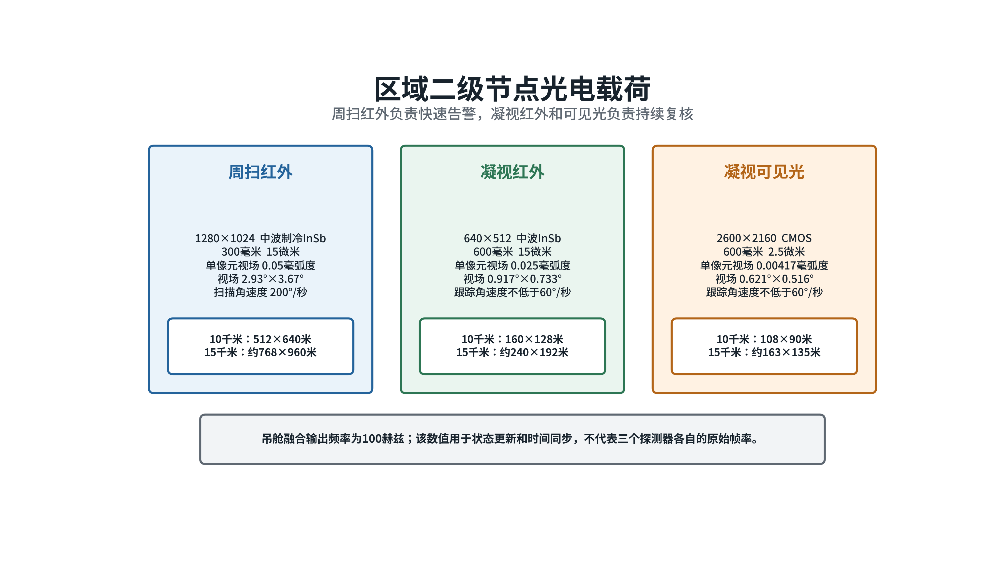 区域二级节点光电载荷
周扫红外负责快速告警，凝视红外和可见光负责持续复核
周扫红外
1280×1024 中波制冷InSb
300毫米 15微米
单像元视场 0.05毫弧度
视场 2.93°×3.67°
扫描角速度 200°/秒
10千米：512×640米
15千米：约768×960米
凝视红外
640×512 中波InSb
600毫米 15微米
单像元视场 0.025毫弧度
视场 0.917°×0.733°
跟踪角速度不低于60°/秒
10千米：160×128米
15千米：约240×192米
凝视可见光
2600×2160 CMOS
600毫米 2.5微米
单像元视场 0.00417毫弧度
视场 0.621°×0.516°
跟踪角速度不低于60°/秒
10千米：108×90米
15千米：约163×135米
吊舱融合输出频率为100赫兹；该数值用于状态更新和时间同步，不代表三个探测器各自的原始帧率。